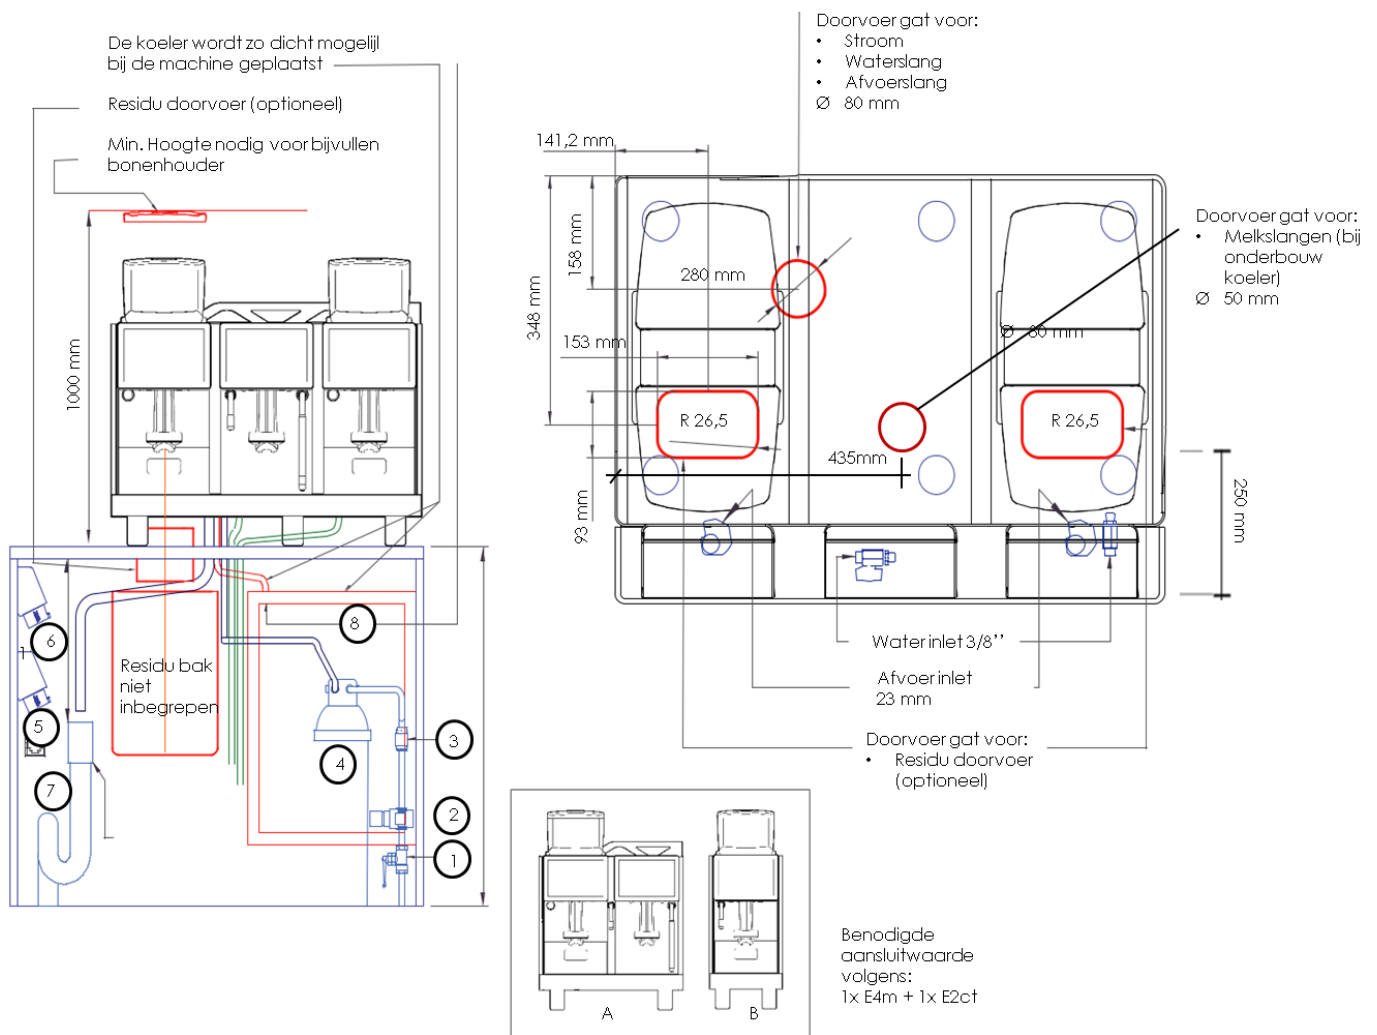 De koeler wordt zo dicht mogelijl
bij de machine geplaatst
Residu doorvoer (optioneel)
Min. Hoogte nodig voor bijvullen
bonenhouder
1000 mm
Residu bak
niet
inbegrepen
6
5
7
8
4
3
2
1
Doorvoer gat voor:
• Stroom
• Waterslang
• Afvoerslang
Ø 80 mm
141,2 mm
158 mm
348 mm
280 mm
153 mm
93 mm
R 26,5
435mm
Ø 80 mm
R 26,5
250 mm
Doorvoer gat voor:
• Melkslangen (bij
onderbouw
koeler)
Ø 50 mm
Waterinlet 3/8’’
Afvoerinlet
23 mm
Doorvoer gat voor:
• Residu doorvoer
(optioneel)
A
B
Benodigde
aansluitwaarde
volgens:
1x E4m + 1x E2ct